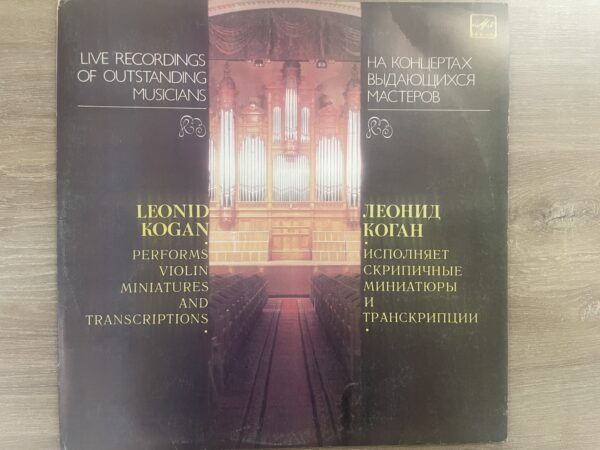 LIVE RECORDINGS
OF OUTSTANDING
MUSICIANS
LEONID
KOGAN
PERFORMS
VIOLIN
MINIATURES
AND
TRANSCRIPTIONS
НА КОНЦЕРТАХ
ВЫДАЮЩИХСЯ
МАСТЕРОВ
ЛЕОНИД
КОГАН
ИСПОЛНЯЕТ
СКРИПИЧНЫЕ
МИНИАТЮРЫ
И
ТРАНСКРИПЦИИ